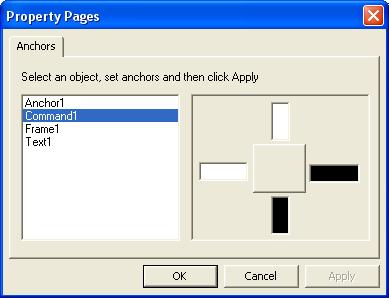 Property Pages
Anchors
Select an object, set anchors and then click Apply
Anchor1
Command1
Frame1
Text1
OK
Cancel
Apply